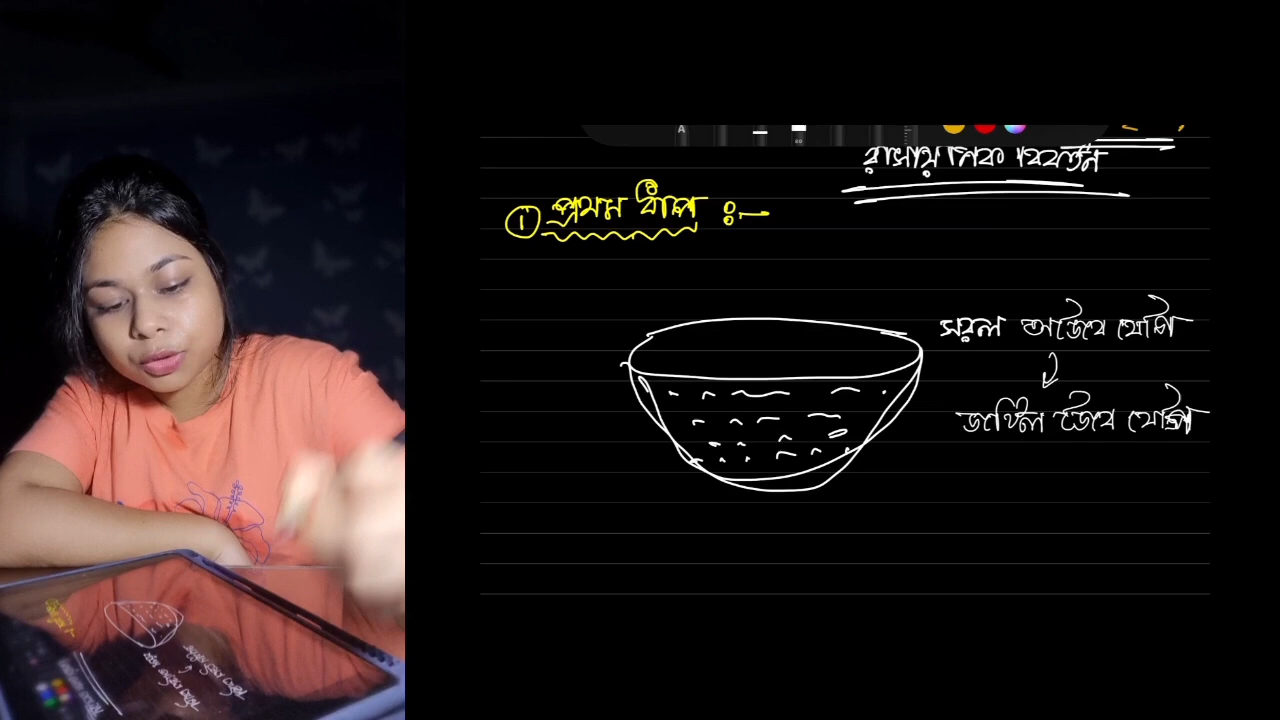 রাসায়নিক বিবর্তন
① প্রথম ধাপ :-
সরল অজৈব যৌগ
জটিল জৈব যৌগ